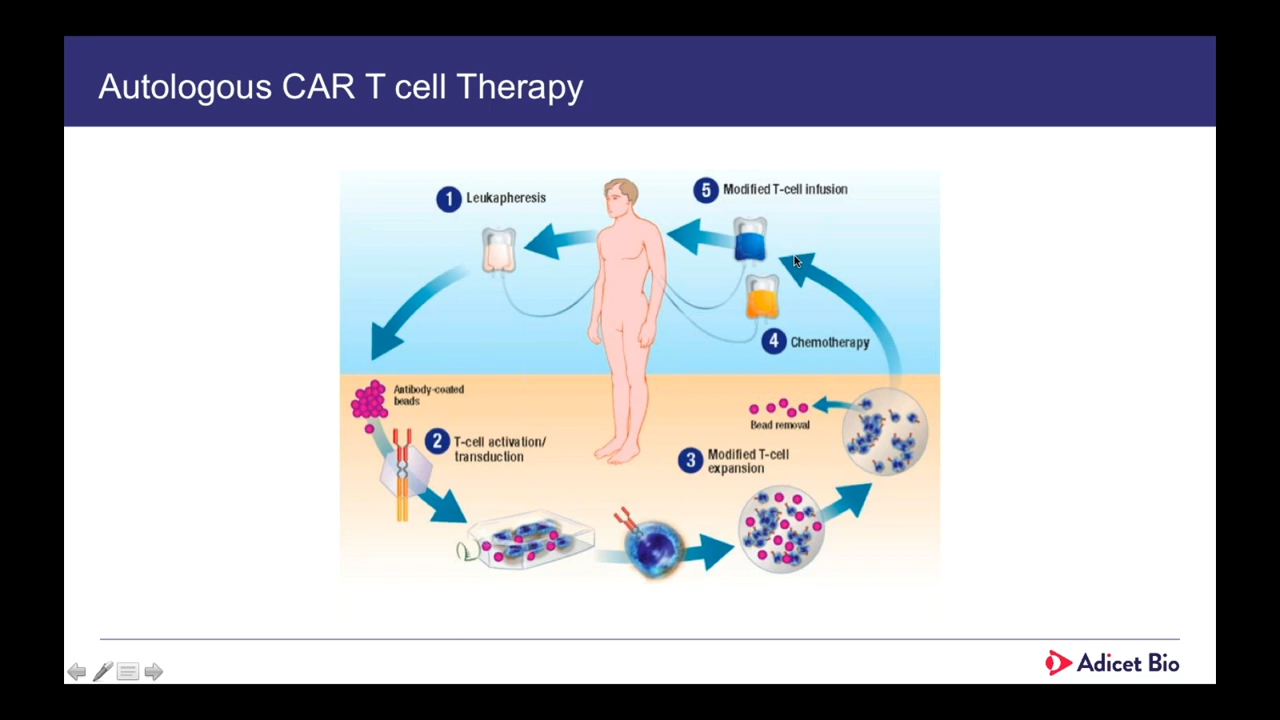 Autologous CAR T cell Therapy
1 Leukapheresis
5 Modified T-cell infusion
4 Chemotherapy
Antibody-coated
beads
2 T-cell activation/
transduction
Bead removal
3 Modified T-cell
expansion
Adicet Bio